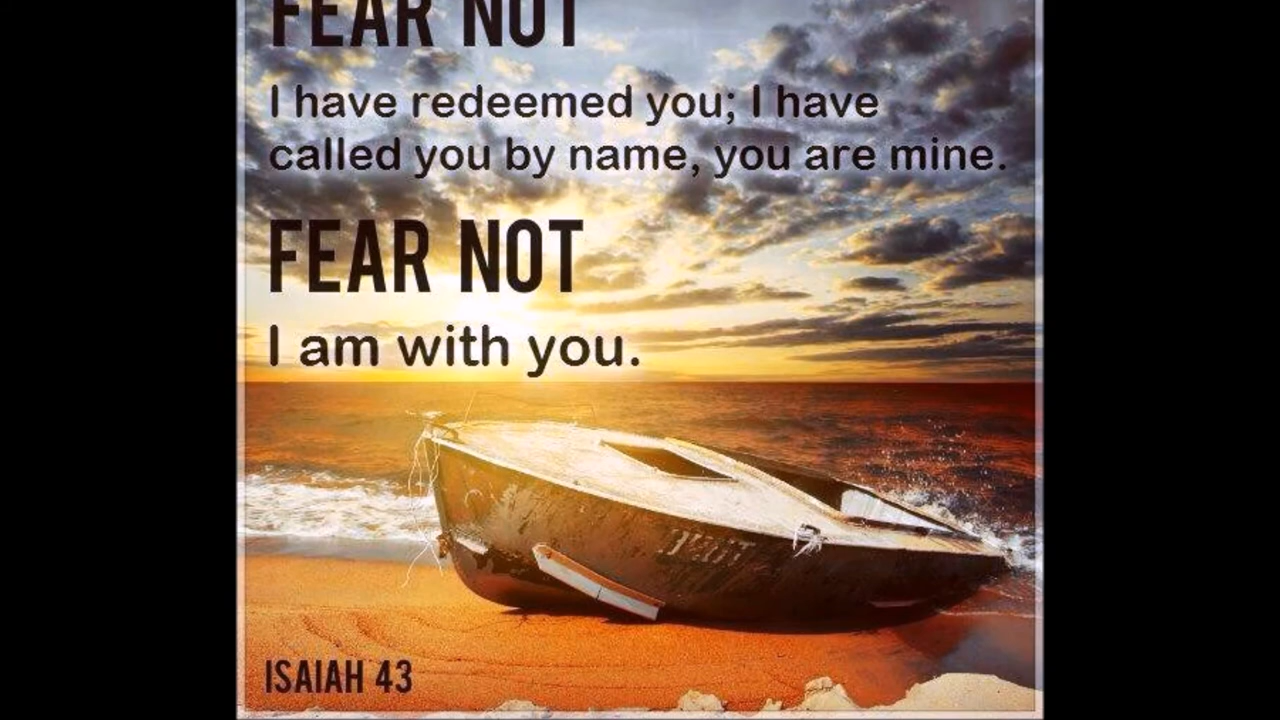 FEAR NOT
I have redeemed you; I have
called you by name, you are mine.
FEAR NOT
I am with you.
ISAIAH 43